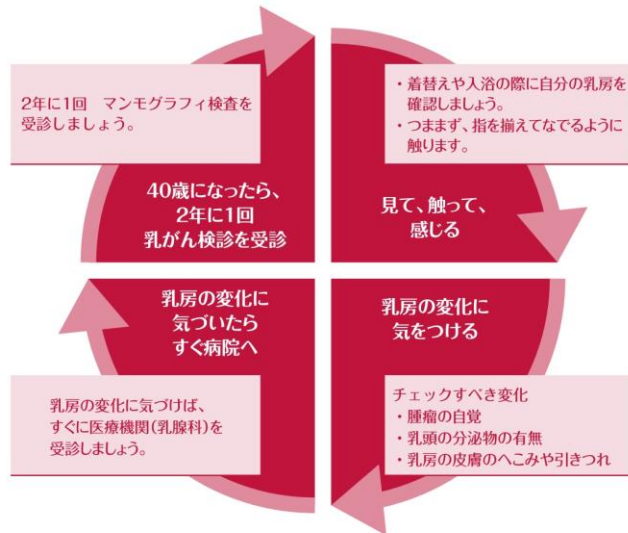 2年に1回　マンモグラフィ検査を
受診しましょう。
40歳になったら、
2年に1回
乳がん検診を受診
・着替えや入浴の際に自分の乳房を
確認しましょう。
・つままず、指を揃えてなでるように
触ります。
見て、触って、
感じる
乳房の変化に
気づいたら
すぐ病院へ
乳房の変化に気づけば、
すぐに医療機関(乳腺科)を
受診しましょう。
乳房の変化に
気をつける
チェックすべき変化
・腫瘤の自覚
・乳頭の分泌物の有無
・乳房の皮膚のへこみや引きつれ